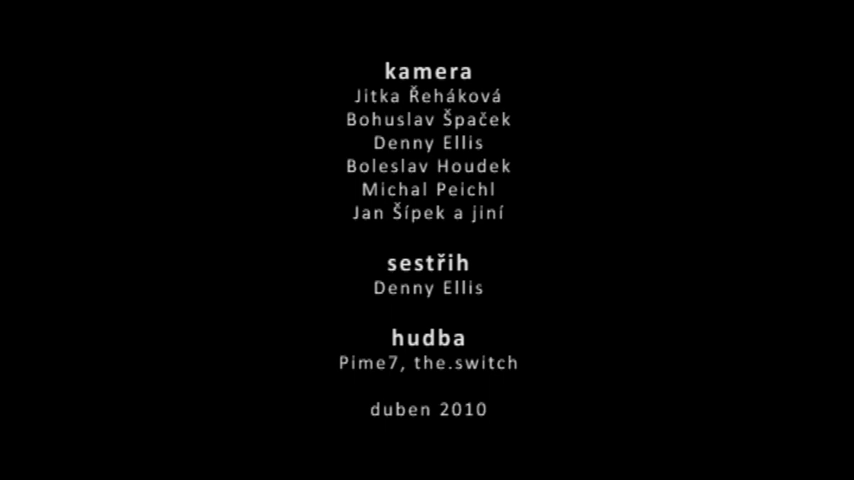 kamera
Jitka Řeháková
Bohuslav Špaček
Denny Ellis
Boleslav Houdek
Michal Peichl
Jan Šípek a jiní
sestřih
Denny Ellis
hudba
Pime7, the.switch
duben 2010